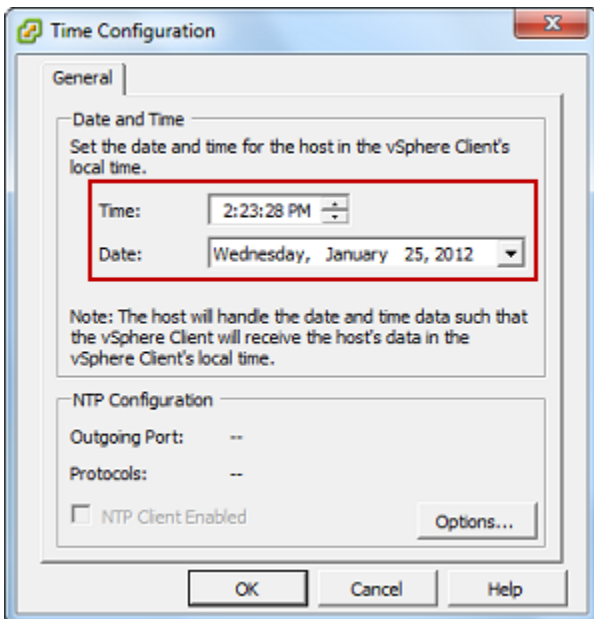 Time Configuration
General
Date and Time
Set the date and time for the host in the vSphere Client's
local time.
Time: 2:23:28 PM
Date: Wednesday, January 25, 2012
Note: The host will handle the date and time data such that
the vSphere Client will receive the host's data in the
vSphere Client's local time.
NTP Configuration
Outgoing Port: --
Protocols: --
NTP Client Enabled
Options...
OK Cancel Help